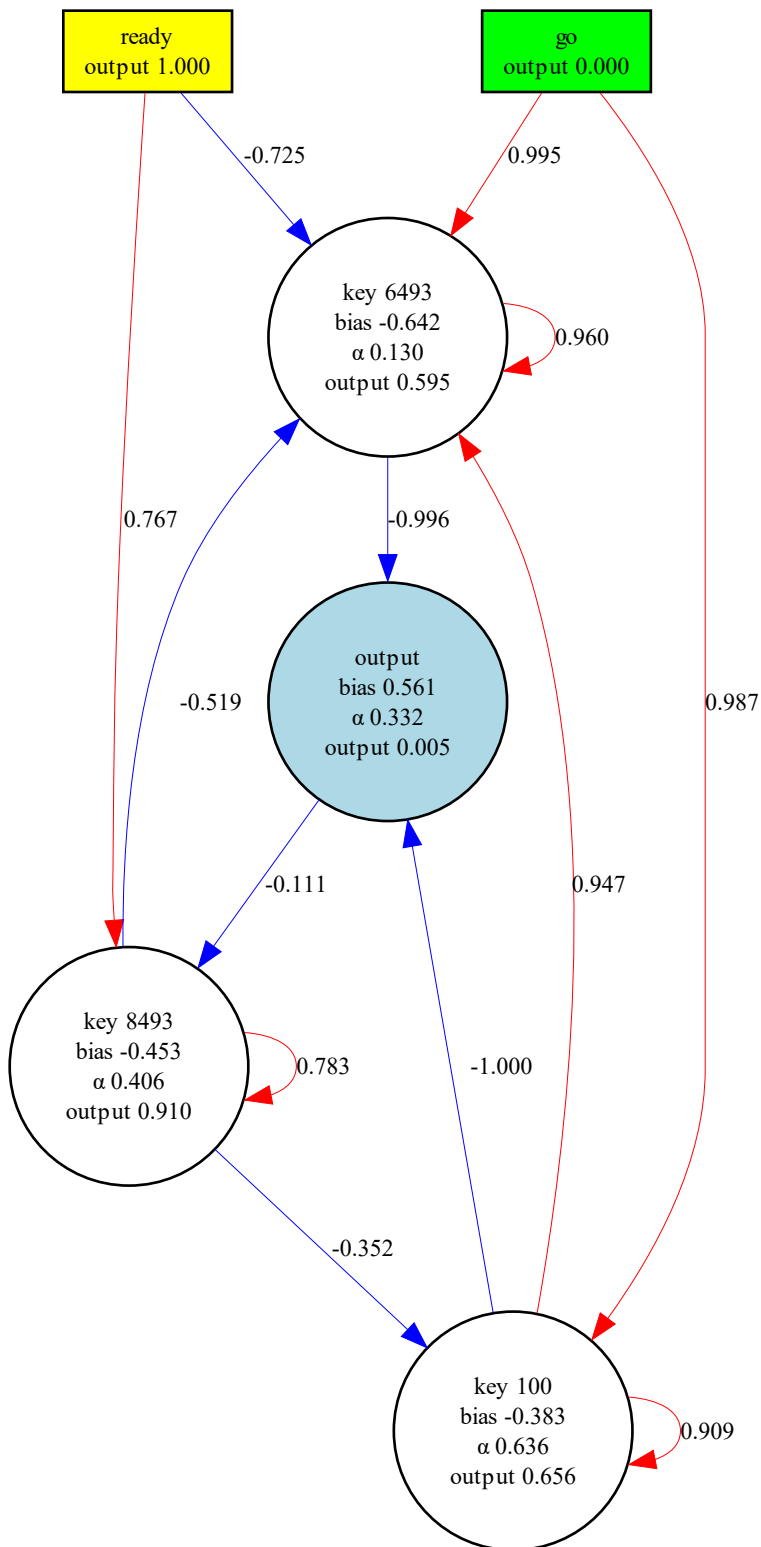 ready
output 1.000
go
output 0.000
-0.725
0.995
key 6493
bias -0.642
α 0.130
output 0.595
0.960
0.767
-0.996
-0.519
output
bias 0.561
α 0.332
output 0.005
0.987
-0.111
0.947
key 8493
bias -0.453
α 0.406
output 0.910
0.783
-1.000
-0.352
key 100
bias -0.383
α 0.636
output 0.656
0.909